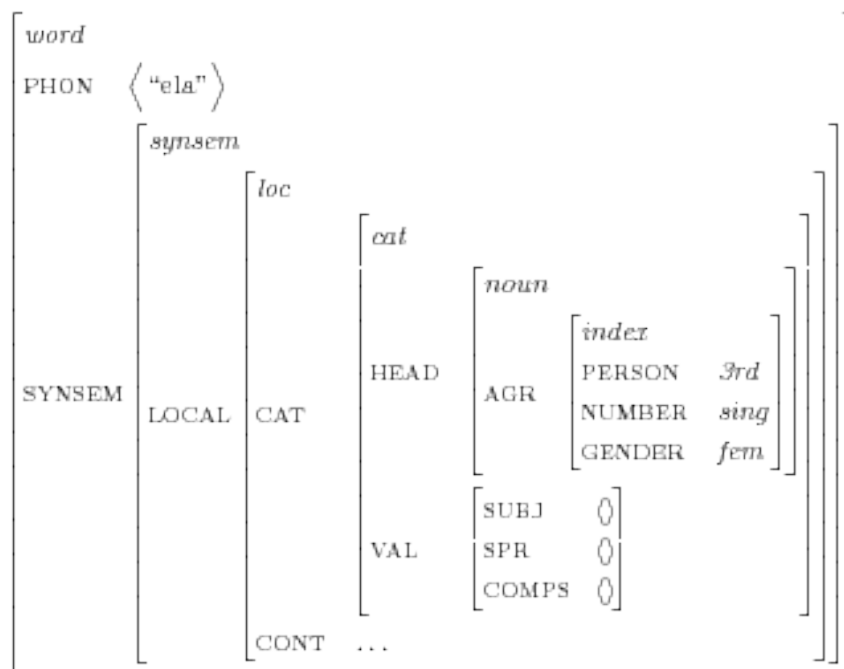 word
PHON ⟨ “ela” ⟩
synsem
loc
cat
noun
index
HEAD PERSON 3rd
SYNSEM AGR
LOCAL CAT NUMBER sing
GENDER fem
SUBJ ⟨⟩
VAL SPR ⟨⟩
COMPS ⟨⟩
CONT ...